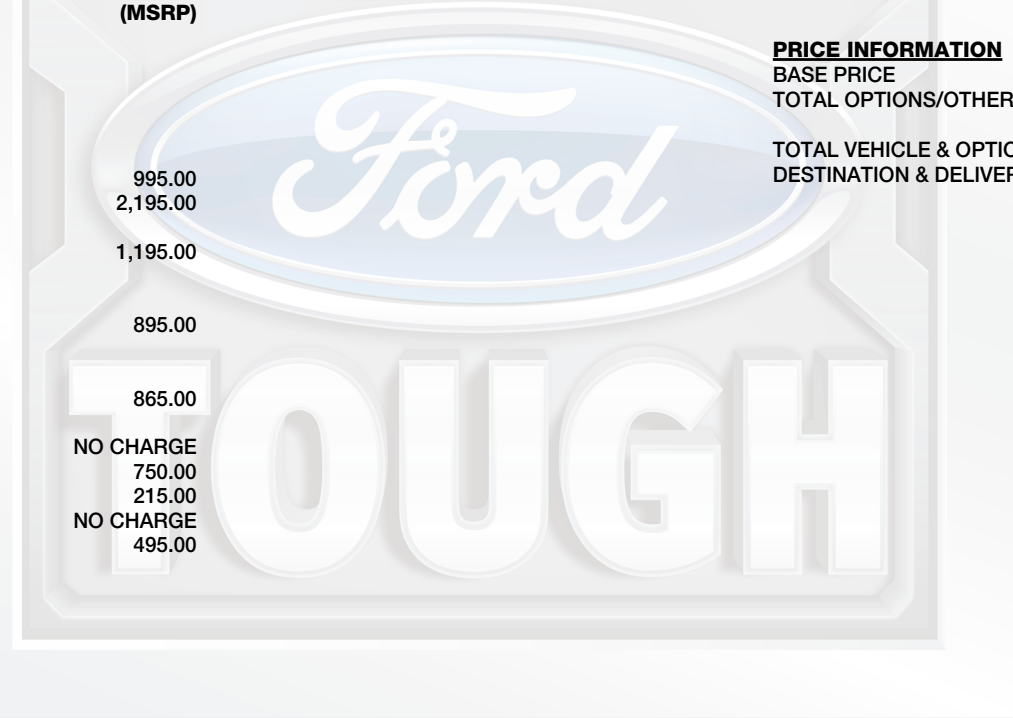 (MSRP)
995.00
2,195.00
1,195.00
895.00
865.00
NO CHARGE
750.00
215.00
NO CHARGE
495.00
PRICE INFORMATION
BASE PRICE
TOTAL OPTIONS/OTHER
TOTAL VEHICLE & OPTIO
DESTINATION & DELIVER
Ford
TOUGH